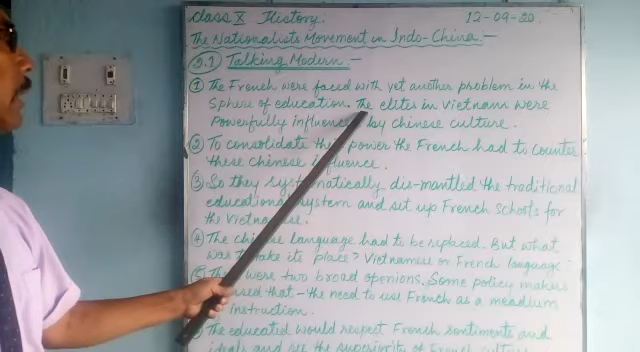 Class X History.
12-09-20.
The Nationalists Movement in Indo-China.—
2.1 Talking Modern.—
① The French were faced with yet another problem in the
sphere of education. The elites in Vietnam were
powerfully influence by Chinese culture.
② To consolidate power the French had to counter
these Chinese influence.
③ So they systematically dis-mantled the traditional
educational system and set up French schools for
the Vietnamese.
④ The Chinese language had to be replaced. But what
was to take its place? Vietnamese or French language.
⑤ were two broad openions. Some policy makers
that— the need to use French as a meadium
instruction.
The educated would respect French sentiments and
ideals and see the superiority of French culture